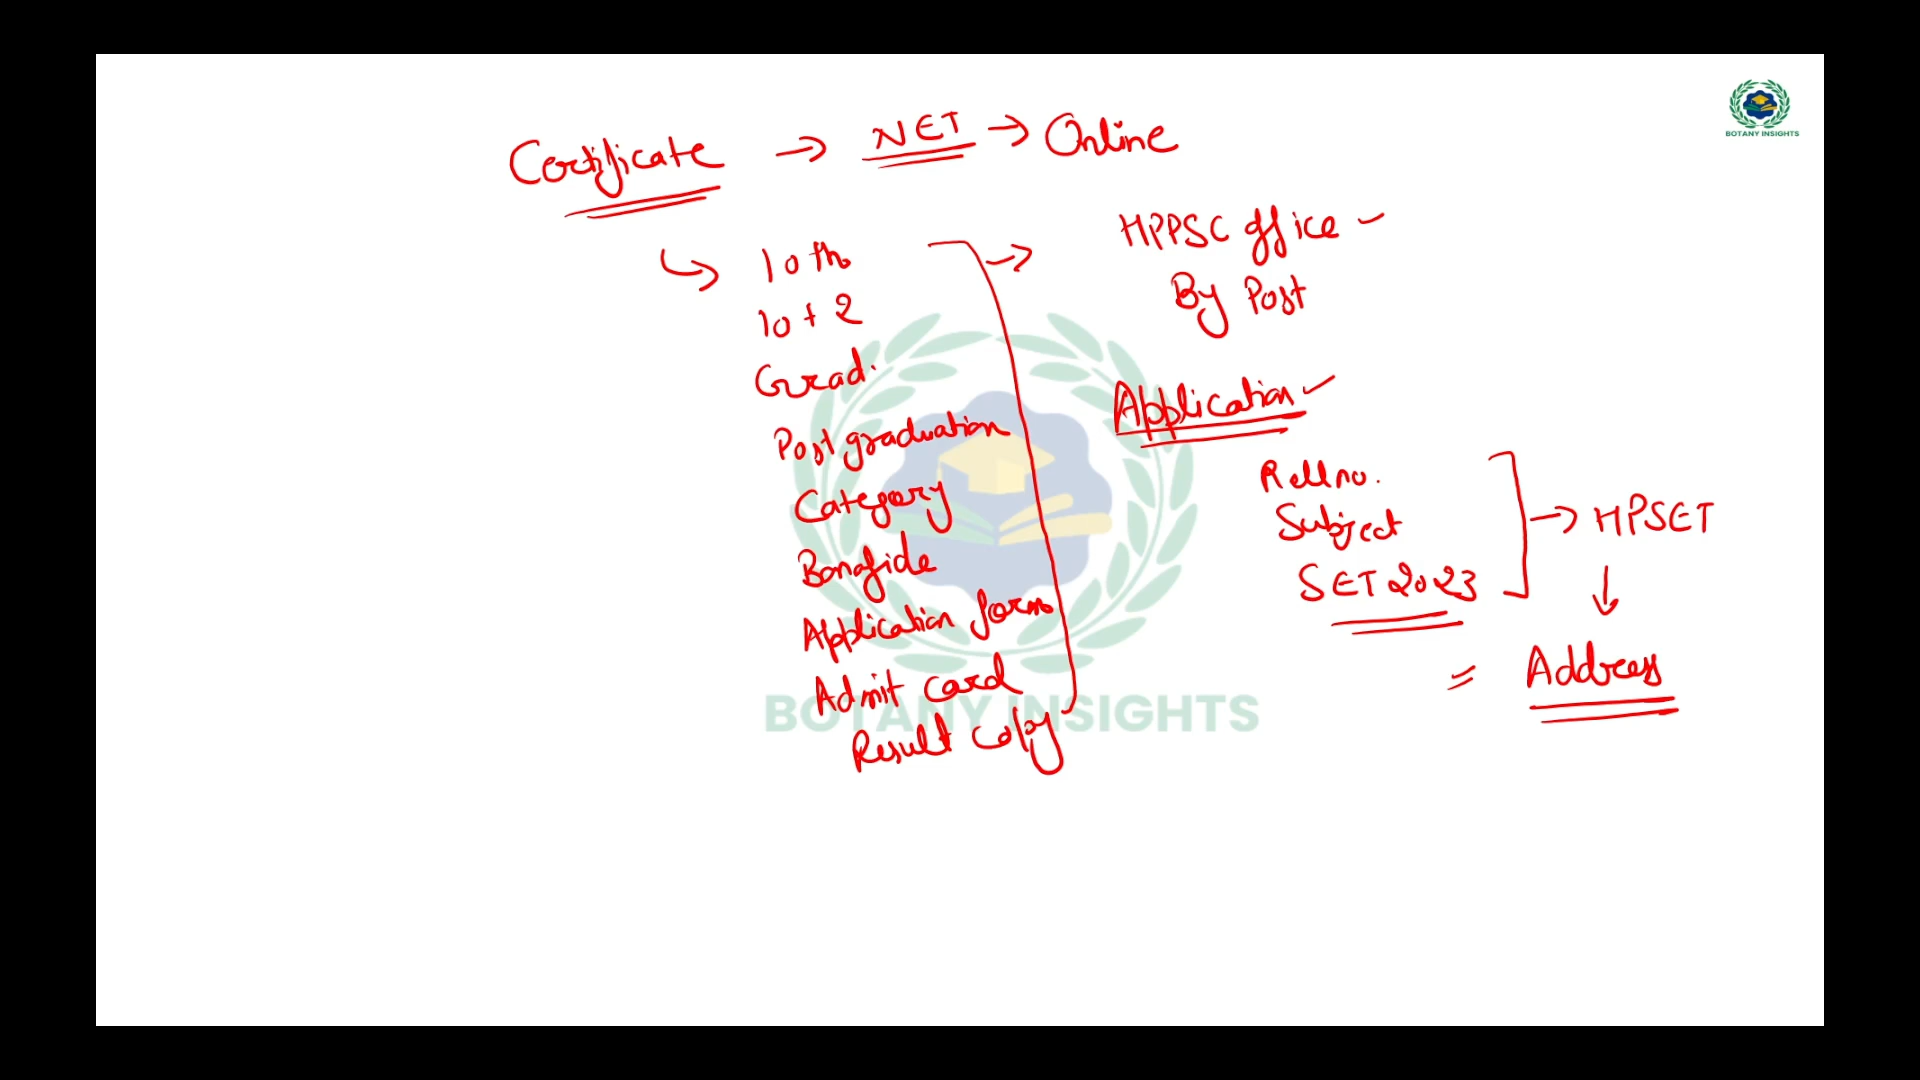 BOTANY INSIGHTS
Certificate → NET → Online
10th
10+2
Grad.
Post graduation
Category
Bonafide
Application form
Admit card
Result copy
HPPSC office -
By Post
Application
Roll no.
Subject
SET 2023
→ HPSET
= Address
BOTANY INSIGHTS